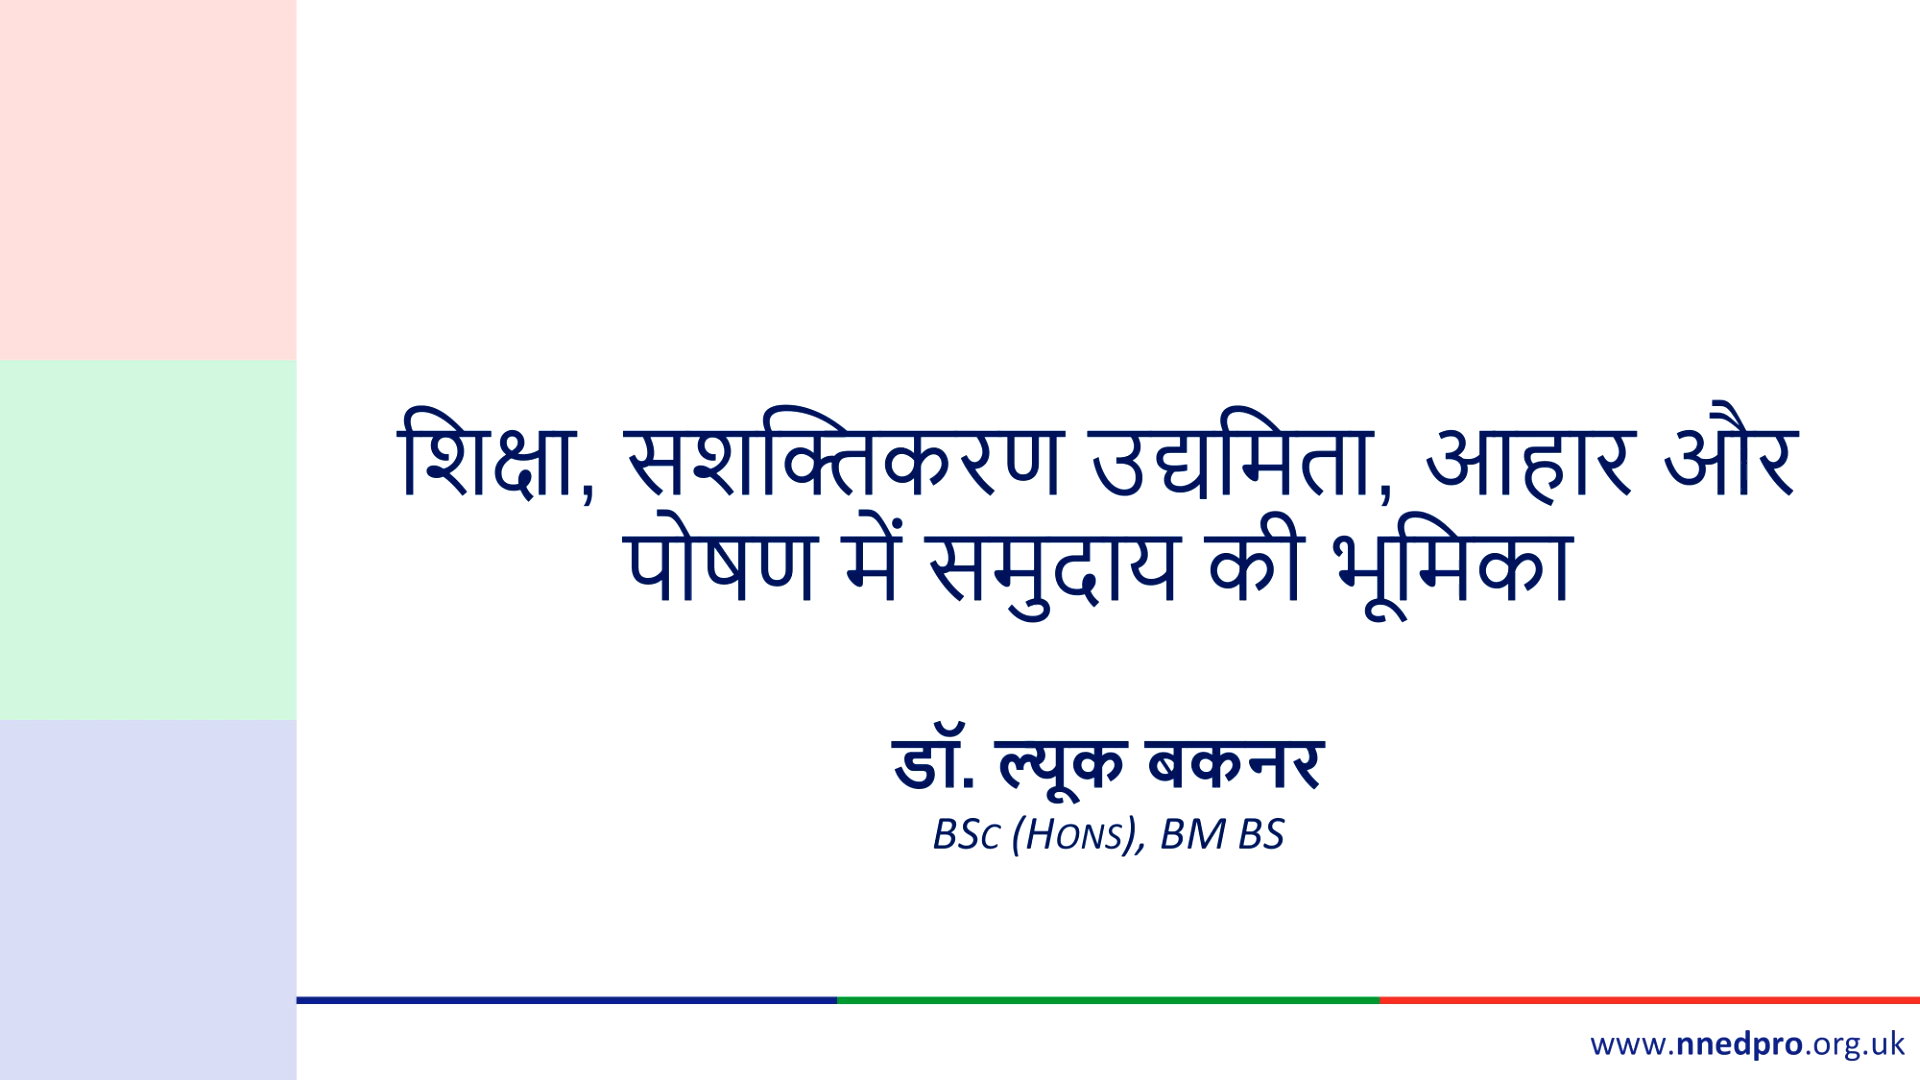 शिक्षा, सशक्तिकरण उद्यमिता, आहार और
पोषण में समुदाय की भूमिका
डॉ. ल्यूक बकनर
BSc (Hons), BM BS
www.nnedpro.org.uk